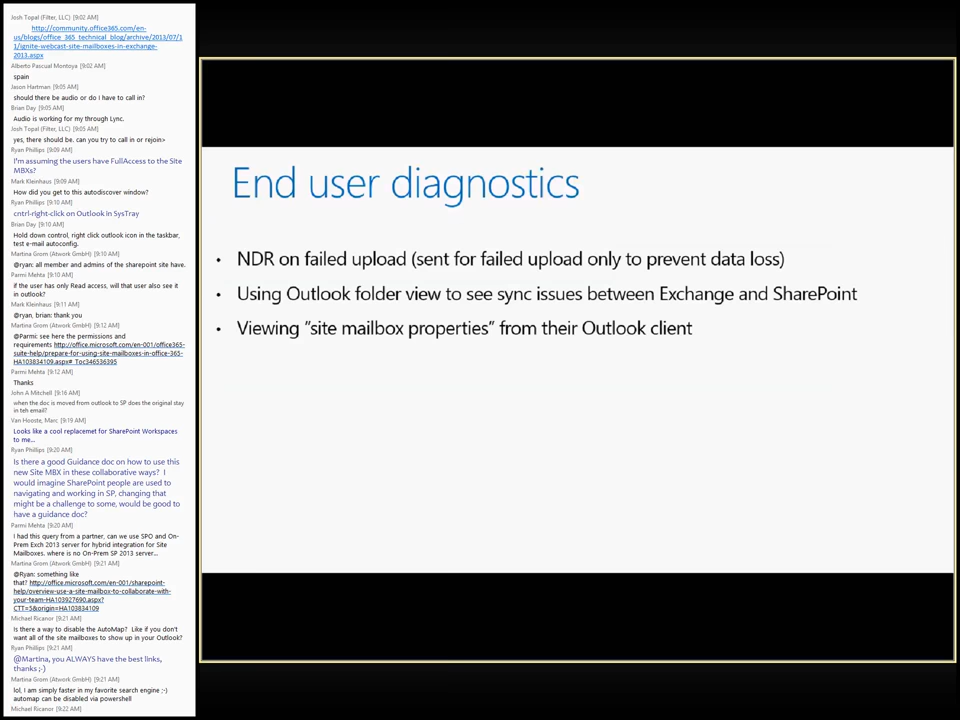 Josh Topal (Filter, LLC) [9:02 AM]
http://community.office365.com/en-
us/blogs/office_365_technical_blog/archive/2013/07/1
1/ignite-webcast-site-mailboxes-in-exchange-
2013.aspx
Alberto Pascual Montoya [9:02 AM]
spain
Jason Hartman [9:05 AM]
should there be audio or do I have to call in?
Brian Day [9:05 AM]
Audio is working for my through Lync.
Josh Topal (Filter, LLC) [9:05 AM]
yes, there should be. can you try to call in or rejoin>
Ryan Phillips [9:09 AM]
I'm assuming the users have FullAccess to the Site
MBXs?
Mark Kleinhaus [9:09 AM]
How did you get to this autodiscover window?
Ryan Phillips [9:10 AM]
cntrl-right-click on Outlook in SysTray
Brian Day [9:10 AM]
Hold down control, right click outlook icon in the taskbar,
test e-mail autoconfig.
Martina Grom (Atwork GmbH) [9:10 AM]
@ryan: all member and admins of the sharepoint site have.
Parmi Mehta [9:10 AM]
if the user has only Read access, will that user also see it
in outlook?
Mark Kleinhaus [9:11 AM]
@ryan, brian: thank you
Martina Grom (Atwork GmbH) [9:12 AM]
@Parmi: see here the permissions and
requirements http://office.microsoft.com/en-001/office365-
suite-help/prepare-for-using-site-mailboxes-in-office-365-
HA103834109.aspx#_Toc346536395
Parmi Mehta [9:12 AM]
Thanks
John A Mitchell [9:16 AM]
when the doc is moved from outlook to SP does the original stay
in teh email?
Van Hooste, Marc [9:19 AM]
Looks like a cool replacemet for SharePoint Workspaces
to me...
Ryan Phillips [9:20 AM]
Is there a good Guidance doc on how to use this
new Site MBX in these collaborative ways? I
would imagine SharePoint people are used to
navigating and working in SP, changing that
might be a challenge to some, would be good to
have a guidance doc?
Parmi Mehta [9:20 AM]
I had this query from a partner, can we use SPO and On-
Prem Exch 2013 server for hybrid integration for Site
Mailboxes. where is no On-Prem SP 2013 server...
Martina Grom (Atwork GmbH) [9:21 AM]
@Ryan: something like
that? http://office.microsoft.com/en-001/sharepoint-
help/overview-use-a-site-mailbox-to-collaborate-with-
your-team-HA103927690.aspx?
CTT=5&origin=HA103834109
Michael Ricanor [9:21 AM]
Is there a way to disable the AutoMap? Like if you don't
want all of the site mailboxes to show up in your Outlook?
Ryan Phillips [9:21 AM]
@Martina, you ALWAYS have the best links,
thanks ;-)
Martina Grom (Atwork GmbH) [9:21 AM]
lol, I am simply faster in my favorite search engine ;-)
automap can be disabled via powershell
Michael Ricanor [9:22 AM]
End user diagnostics
• NDR on failed upload (sent for failed upload only to prevent data loss)
• Using Outlook folder view to see sync issues between Exchange and SharePoint
• Viewing "site mailbox properties" from their Outlook client